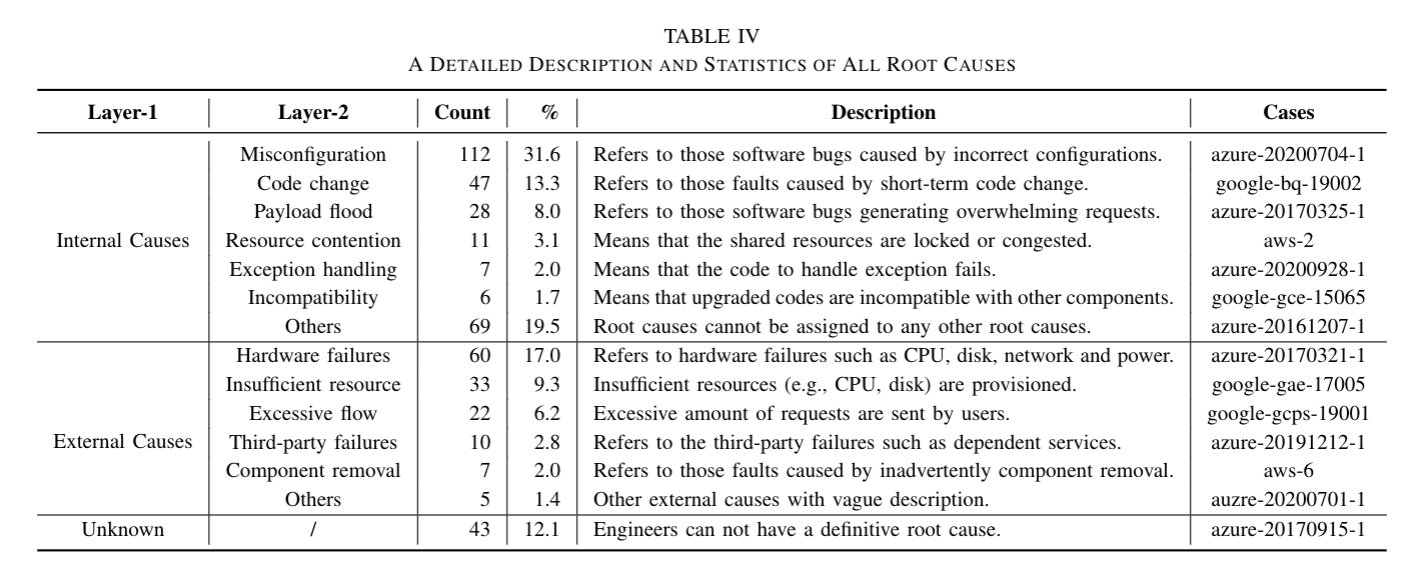 TABLE IV
A DETAILED DESCRIPTION AND STATISTICS OF ALL ROOT CAUSES
Layer-1 Layer-2 Count % Description Cases
Misconfiguration 112 31.6 Refers to those software bugs caused by incorrect configurations. azure-20200704-1
Code change 47 13.3 Refers to those faults caused by short-term code change. google-bq-19002
Payload flood 28 8.0 Refers to those software bugs generating overwhelming requests. azure-20170325-1
Internal Causes Resource contention 11 3.1 Means that the shared resources are locked or congested. aws-2
Exception handling 7 2.0 Means that the code to handle exception fails. azure-20200928-1
Incompatibility 6 1.7 Means that upgraded codes are incompatible with other components. google-gce-15065
Others 69 19.5 Root causes cannot be assigned to any other root causes. azure-20161207-1
Hardware failures 60 17.0 Refers to hardware failures such as CPU, disk, network and power. azure-20170321-1
Insufficient resource 33 9.3 Insufficient resources (e.g., CPU, disk) are provisioned. google-gae-17005
Excessive flow 22 6.2 Excessive amount of requests are sent by users. google-gcps-19001
External Causes Third-party failures 10 2.8 Refers to the third-party failures such as dependent services. azure-20191212-1
Component removal 7 2.0 Refers to those faults caused by inadvertently component removal. aws-6
Others 5 1.4 Other external causes with vague description. auzre-20200701-1
Unknown / 43 12.1 Engineers can not have a definitive root cause. azure-20170915-1